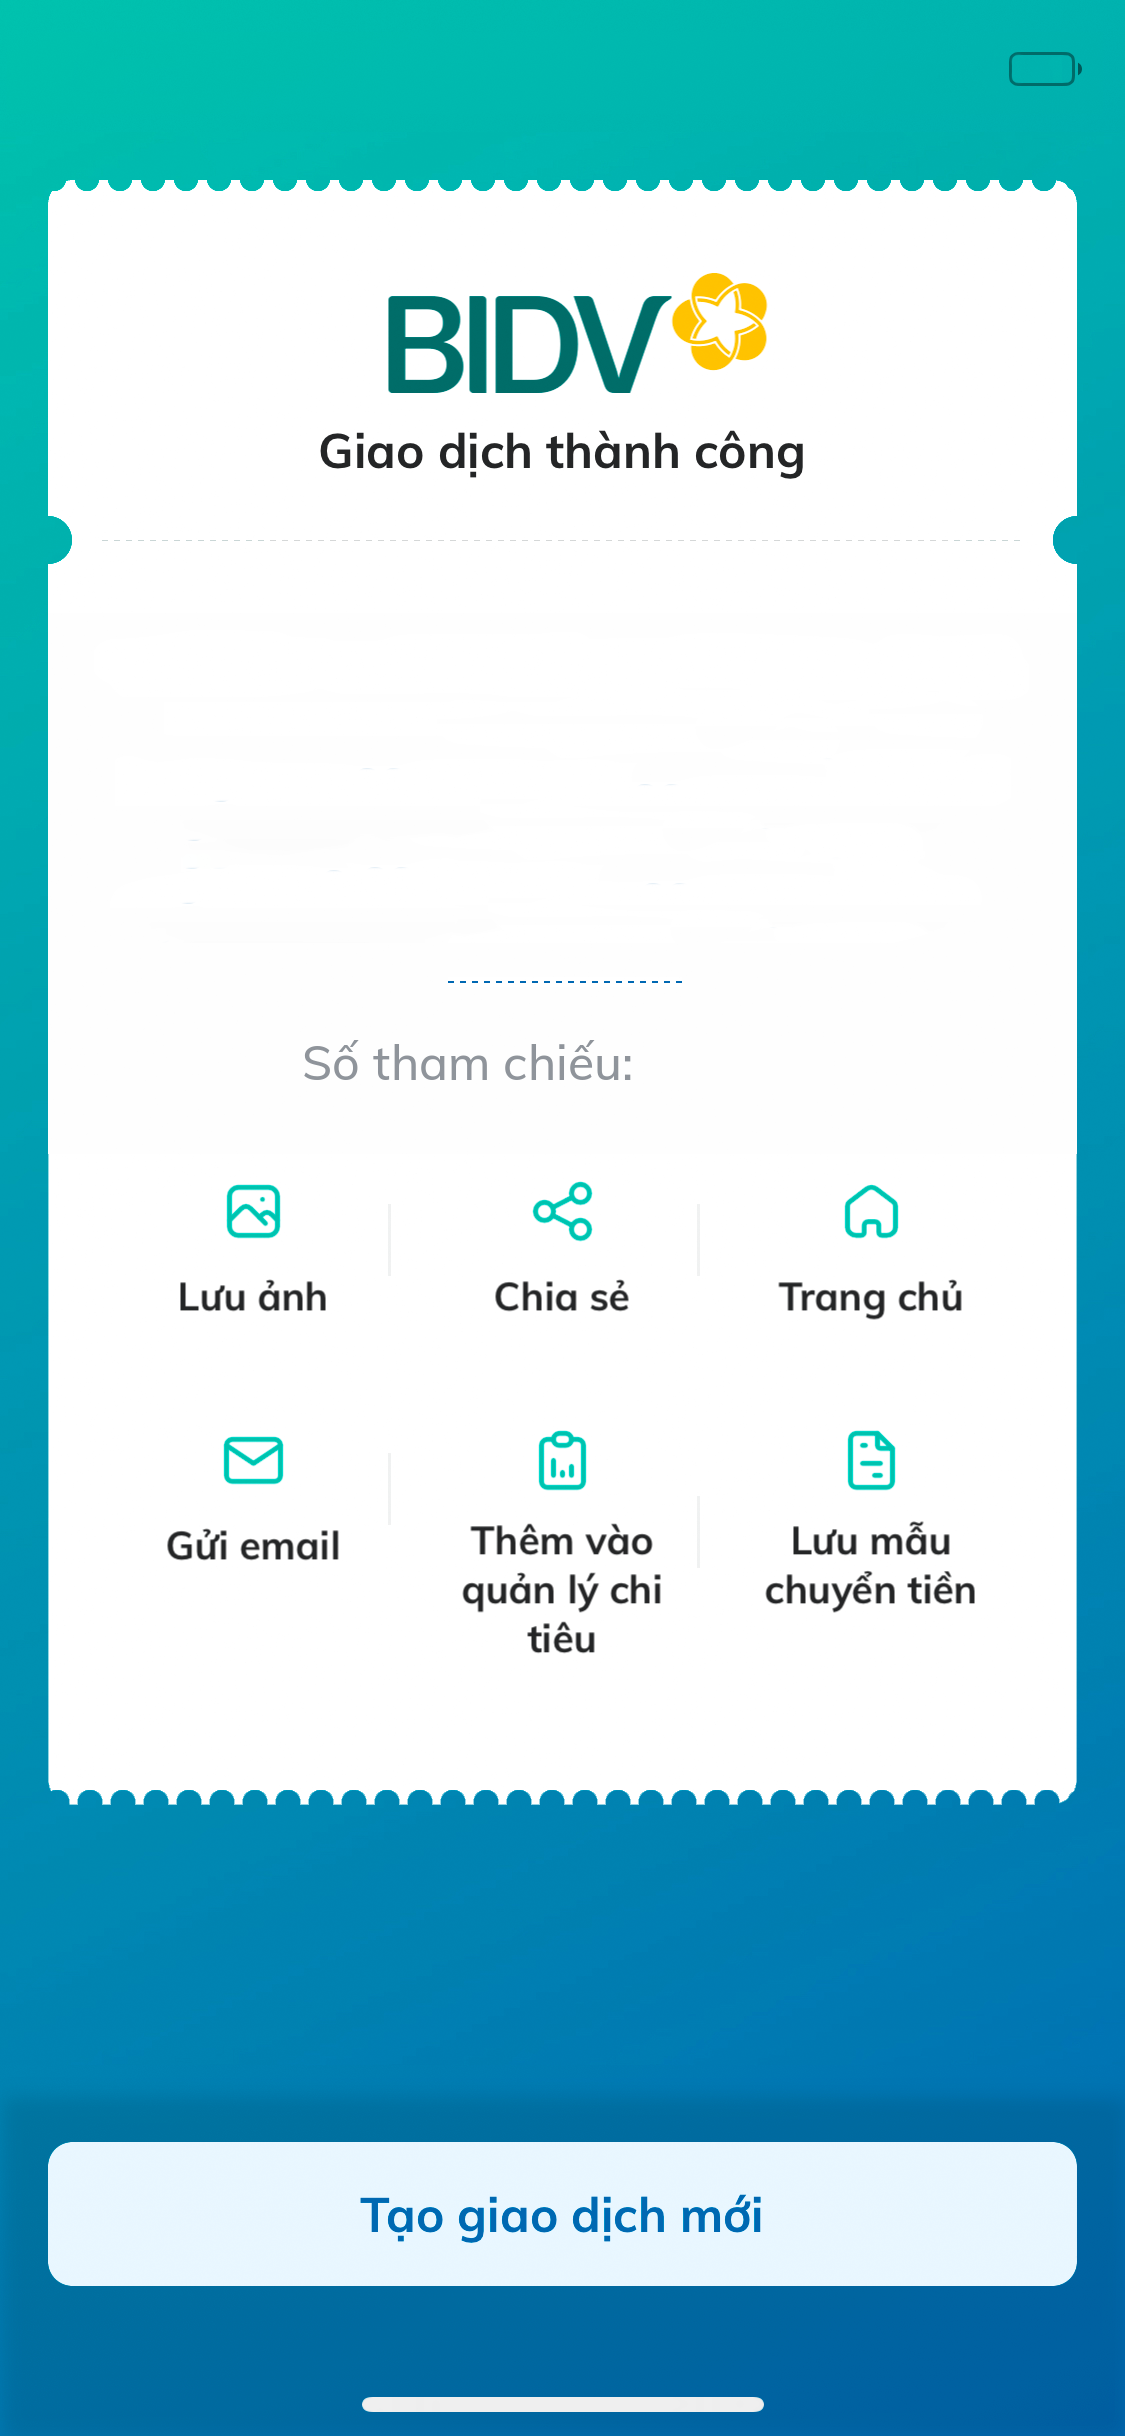 BIDV
Giao dịch thành công
Số tham chiếu:
Lưu ảnh
Chia sẻ
Trang chủ
Gửi email
Thêm vào
quản lý chi
tiêu
Lưu mẫu
chuyển tiền
Tạo giao dịch mới